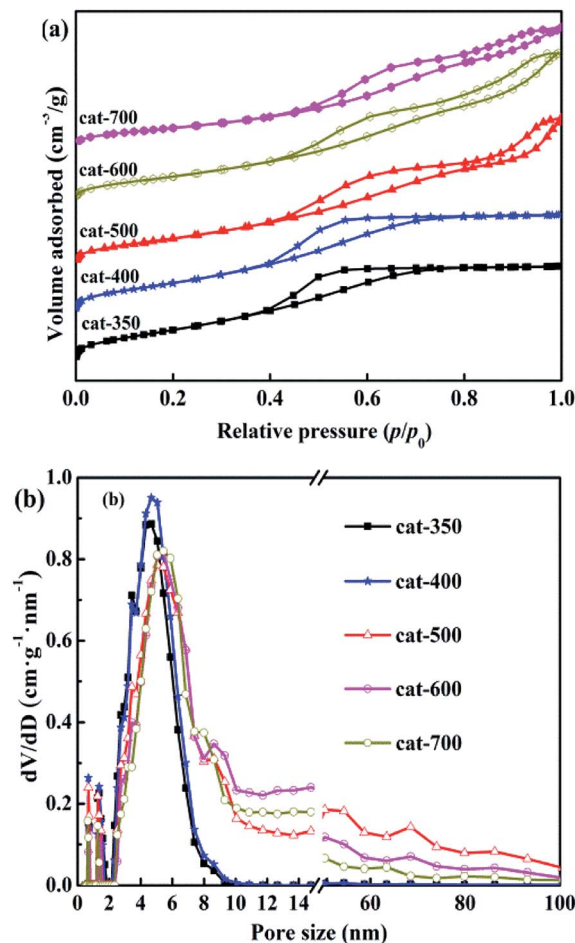 (a)
Volume adsorbed (cm⁻³/g)
cat-700
cat-600
cat-500
cat-400
cat-350
0.0 0.2 0.4 0.6 0.8 1.0
Relative pressure (p/p₀)
(b)
(b)
dV/dD (cm·g⁻¹·nm⁻¹)
1.0
0.8
0.6
0.4
0.2
0.0
cat-350
cat-400
cat-500
cat-600
cat-700
0 2 4 6 8 10 12 14 60 80 100
Pore size (nm)